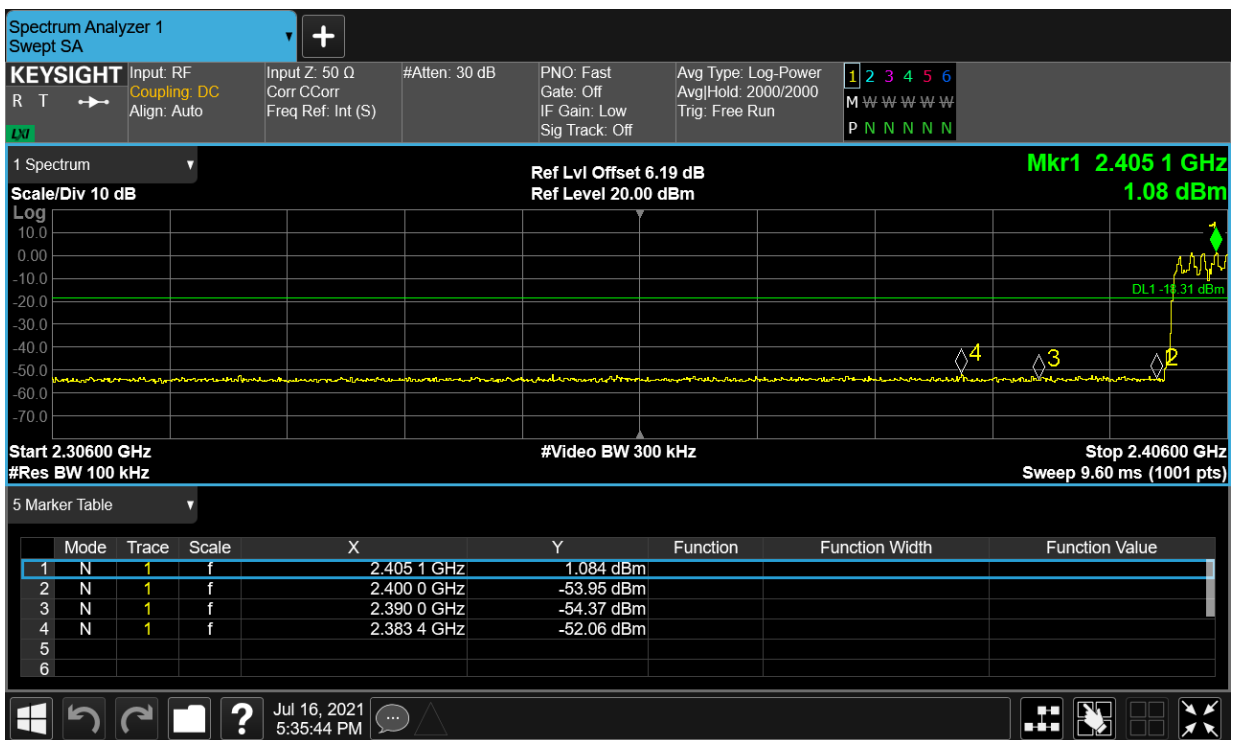 Spectrum Analyzer 1
Swept SA
+
KEYSIGHT Input: RF Input Z: 50 Ω #Atten: 30 dB PNO: Fast Avg Type: Log-Power 1 2 3 4 5 6
R T Coupling: DC Corr CCorr Gate: Off Avg|Hold: 2000/2000 M W W W W W
Align: Auto Freq Ref: Int (S) IF Gain: Low Trig: Free Run
LXI Sig Track: Off P N N N N N
1 Spectrum Ref Lvl Offset 6.19 dB Mkr1 2.405 1 GHz
Scale/Div 10 dB Ref Level 20.00 dBm 1.08 dBm
Log
10.0 1
0.00
-10.0
-20.0 DL1 -18.31 dBm
-30.0
-40.0 4 3 2
-50.0
-60.0
-70.0
Start 2.30600 GHz #Video BW 300 kHz Stop 2.40600 GHz
#Res BW 100 kHz Sweep 9.60 ms (1001 pts)
5 Marker Table
Mode Trace Scale X Y Function Function Width Function Value
1 N 1 f 2.405 1 GHz 1.084 dBm
2 N 1 f 2.400 0 GHz -53.95 dBm
3 N 1 f 2.390 0 GHz -54.37 dBm
4 N 1 f 2.383 4 GHz -52.06 dBm
5
6
? Jul 16, 2021
5:35:44 PM